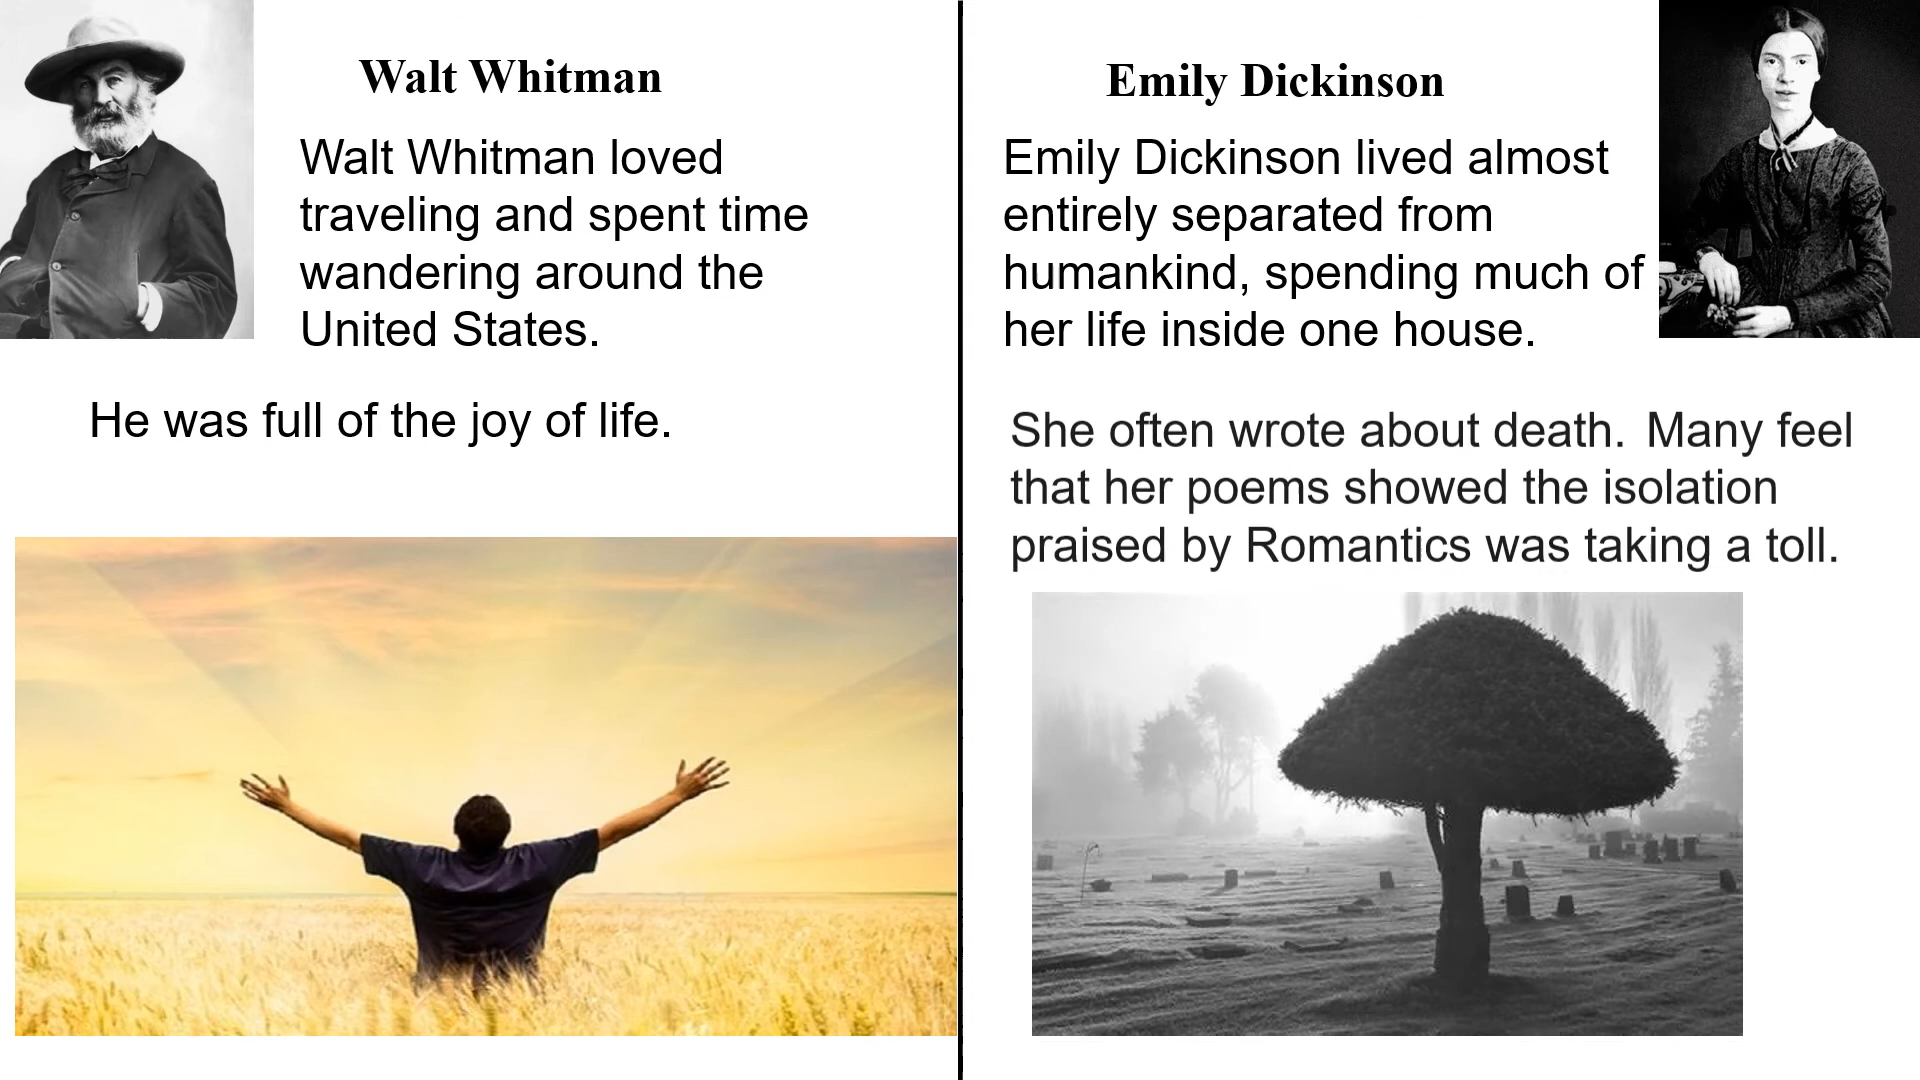 Walt Whitman
Walt Whitman loved
traveling and spent time
wandering around the
United States.
He was full of the joy of life.
Emily Dickinson
Emily Dickinson lived almost
entirely separated from
humankind, spending much of
her life inside one house.
She often wrote about death. Many feel
that her poems showed the isolation
praised by Romantics was taking a toll.